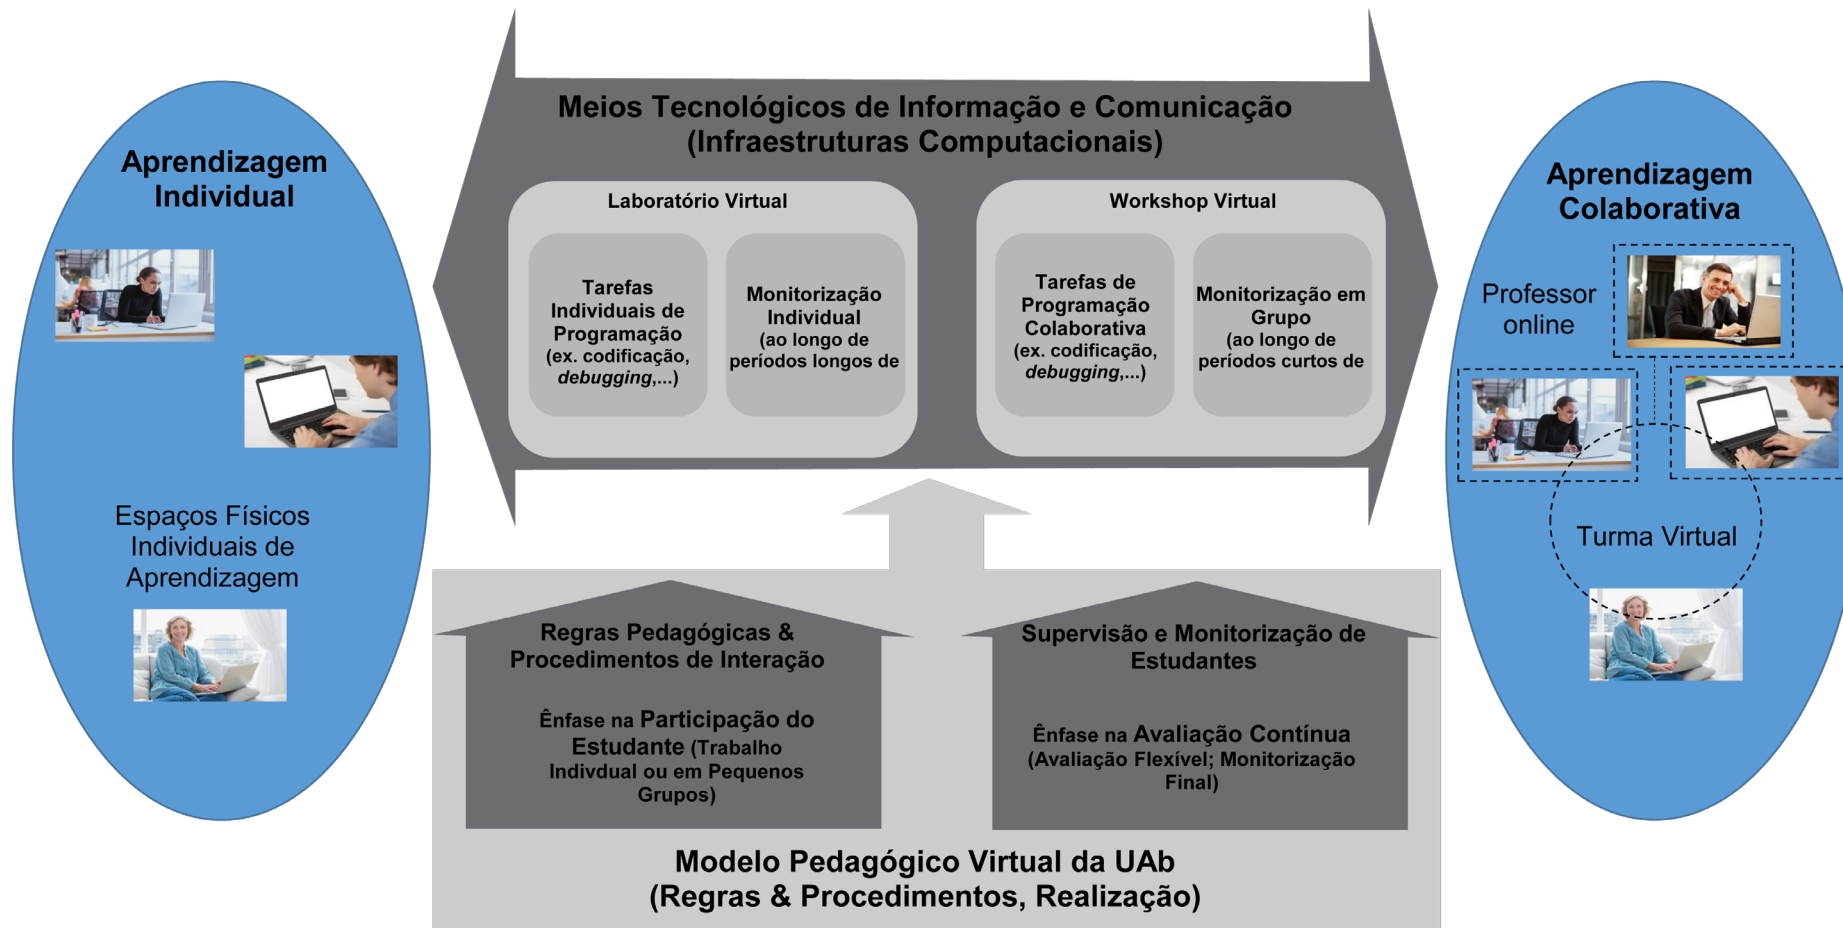 Meios Tecnológicos de Informação e Comunicação
(Infraestruturas Computacionais)
Aprendizagem
Individual
Espaços Físicos
Individuais de
Aprendizagem
Laboratório Virtual
Tarefas
Individuais de
Programação
(ex. codificação,
debugging,...)
Monitorização
Individual
(ao longo de
períodos longos de
Workshop Virtual
Tarefas de
Programação
Colaborativa
(ex. codificação,
debugging,...)
Monitorização em
Grupo
(ao longo de
períodos curtos de
Aprendizagem
Colaborativa
Professor
online
Turma Virtual
Regras Pedagógicas &
Procedimentos de Interação
Ênfase na Participação do
Estudante (Trabalho
Indivdual ou em Pequenos
Grupos)
Supervisão e Monitorização de
Estudantes
Ênfase na Avaliação Contínua
(Avaliação Flexível; Monitorização
Final)
Modelo Pedagógico Virtual da UAb
(Regras & Procedimentos, Realização)